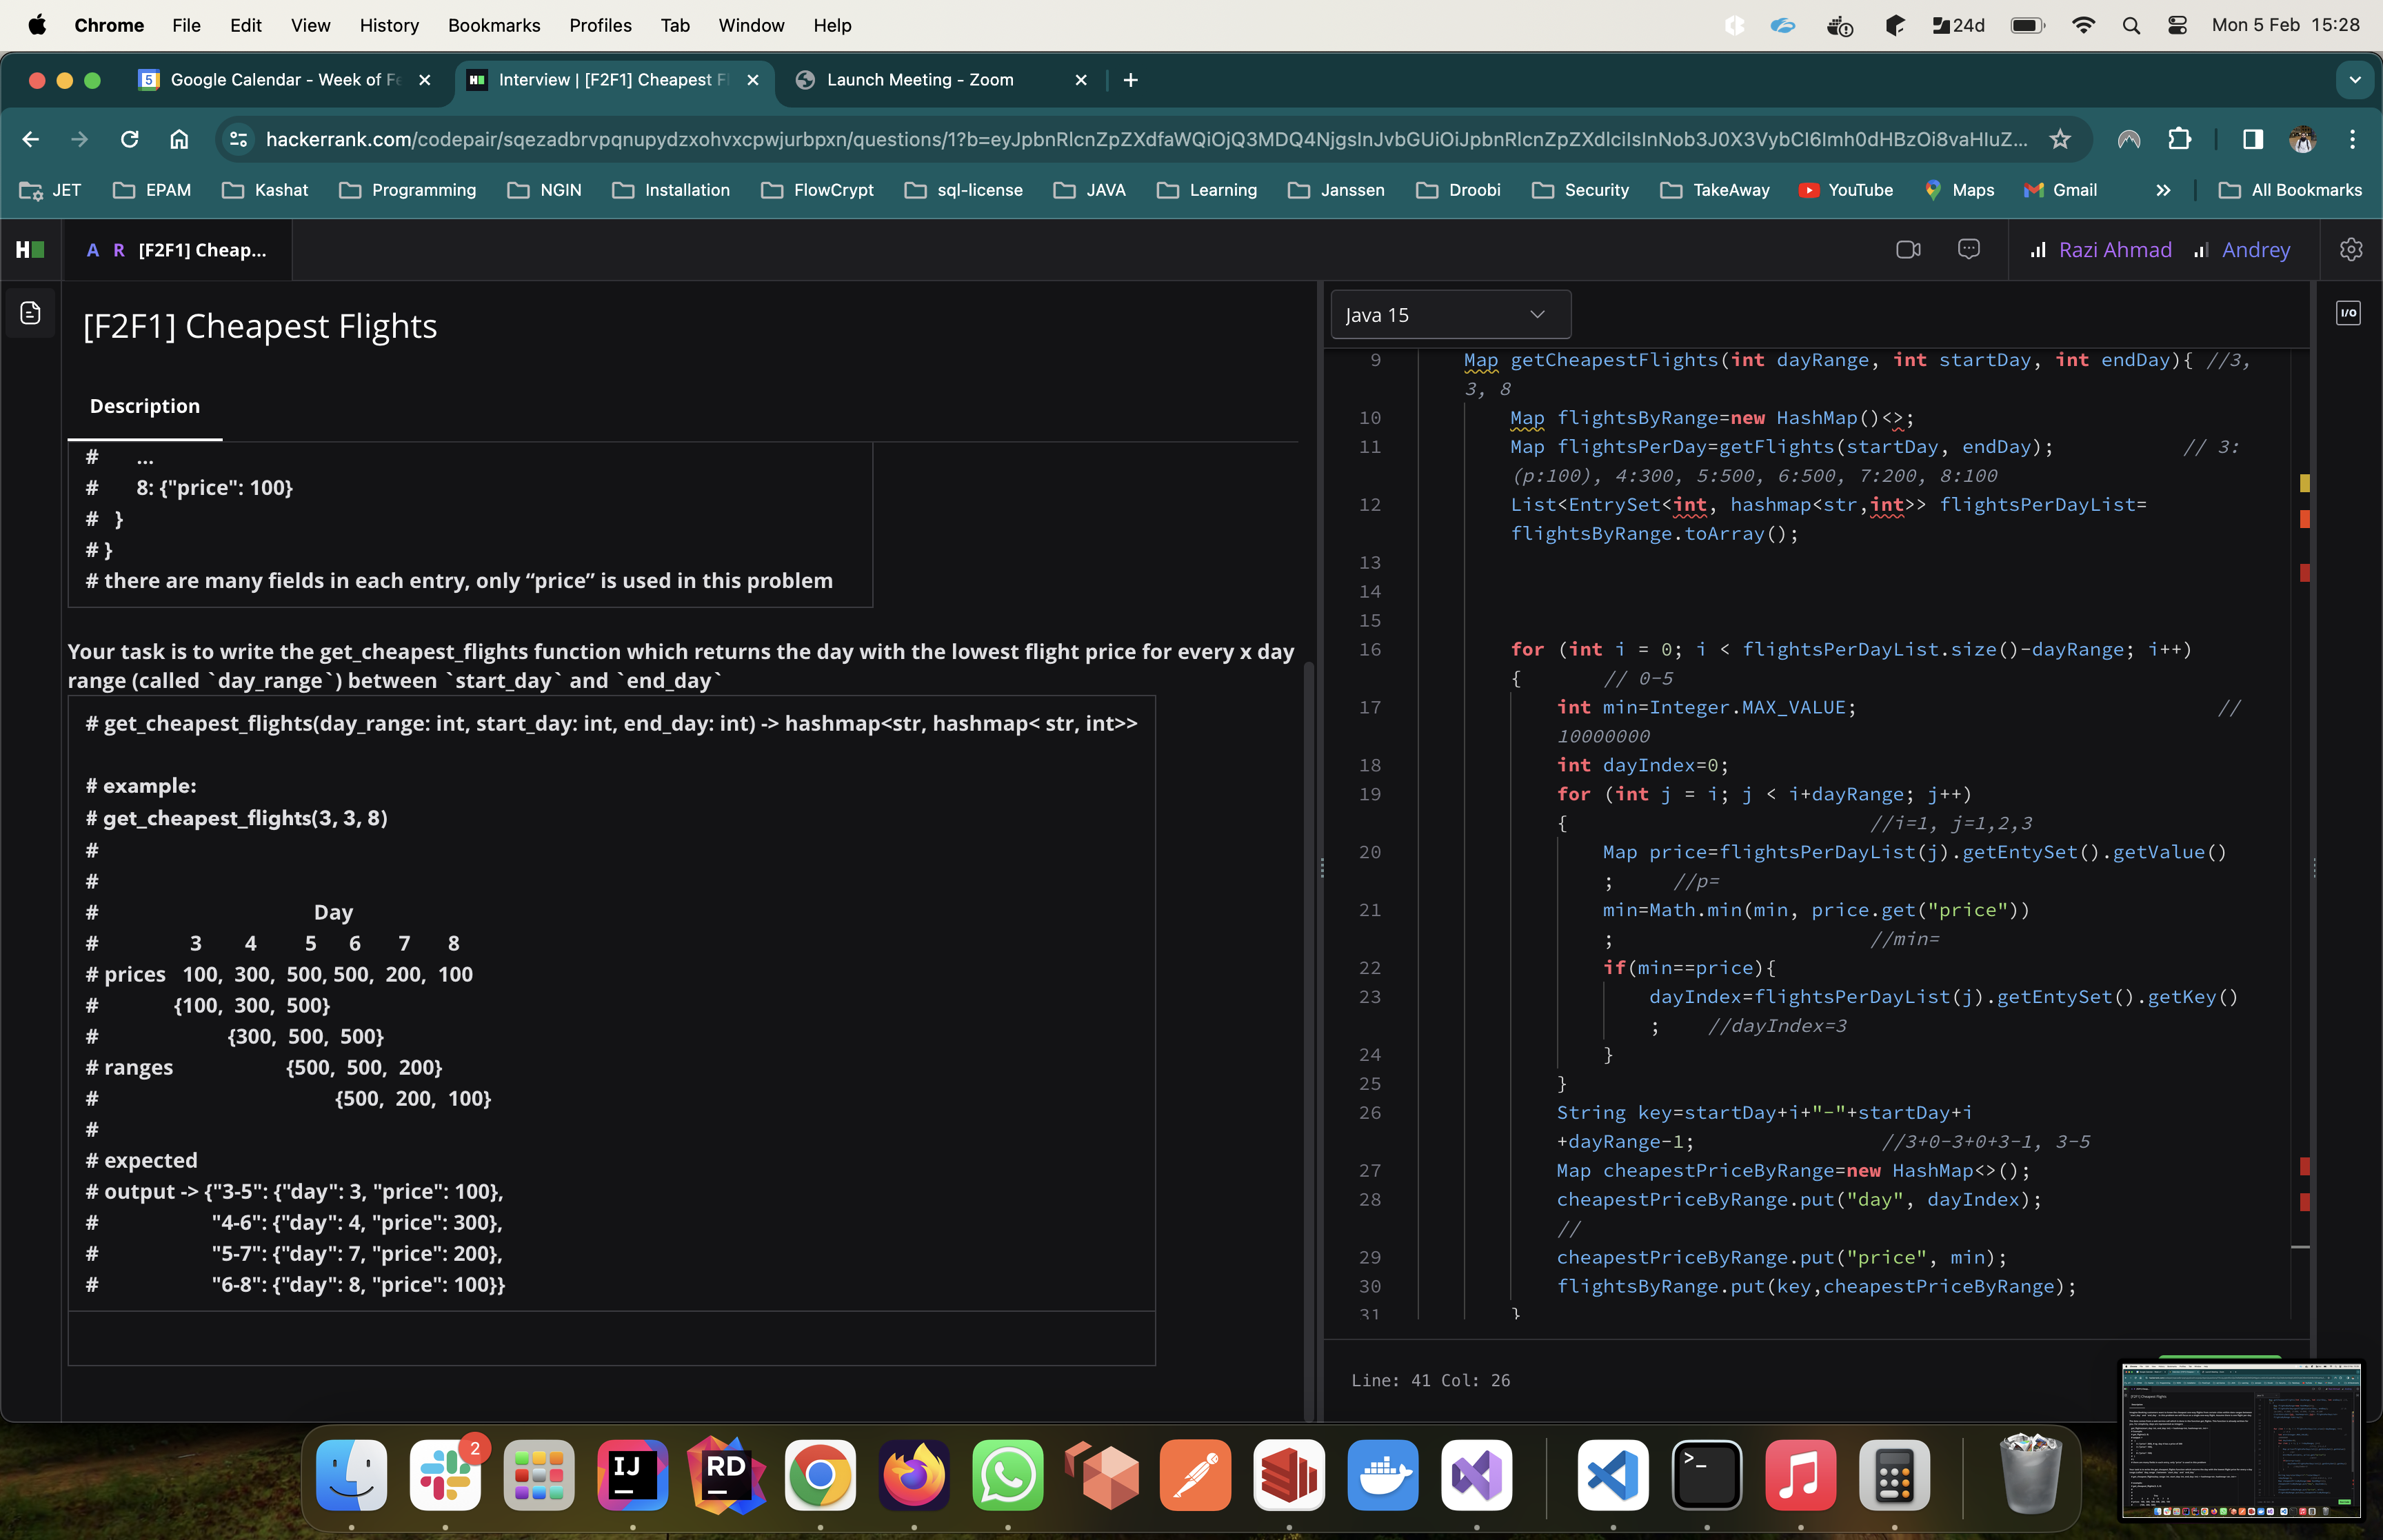 Chrome File Edit View History Bookmarks Profiles Tab Window Help 24d Mon 5 Feb 15:28
5 Google Calendar - Week of Fe H Interview | [F2F1] Cheapest Fl Launch Meeting - Zoom
hackerrank.com/codepair/sqezadbrvpqnupydzxohvxcpwjurbpxn/questions/1?b=eyJpbnRlcnZpZXdfaWQiOjQ3MDQ4NjgsInJvbGUiOiJpbnRlcnZpZXdlciIsInNob3J0X3VybCI6Imh0dHBzOi8vaHIuZ...
JET EPAM Kashat Programming NGIN Installation FlowCrypt sql-license JAVA Learning Janssen Droobi Security TakeAway YouTube Maps Gmail » All Bookmarks
H A R [F2F1] Cheap... Razi Ahmad Andrey
[F2F1] Cheapest Flights
Description
# ...
# 8: {"price": 100}
# }
# }
# there are many fields in each entry, only “price” is used in this problem
Your task is to write the get_cheapest_flights function which returns the day with the lowest flight price for every x day
range (called `day_range`) between `start_day` and `end_day`
# get_cheapest_flights(day_range: int, start_day: int, end_day: int) -> hashmap<str, hashmap< str, int>>
# example:
# get_cheapest_flights(3, 3, 8)
#
#
# Day
# 3 4 5 6 7 8
# prices 100, 300, 500, 500, 200, 100
# {100, 300, 500}
# {300, 500, 500}
# ranges {500, 500, 200}
# {500, 200, 100}
#
# expected
# output -> {"3-5": {"day": 3, "price": 100},
# "4-6": {"day": 4, "price": 300},
# "5-7": {"day": 7, "price": 200},
# "6-8": {"day": 8, "price": 100}}
Java 15
I/O
9 Map getCheapestFlights(int dayRange, int startDay, int endDay){ //3,
3, 8
10 Map flightsByRange=new HashMap()<>;
11 Map flightsPerDay=getFlights(startDay, endDay); // 3:
(p:100), 4:300, 5:500, 6:500, 7:200, 8:100
12 List<EntrySet<int, hashmap<str,int>> flightsPerDayList=
flightsByRange.toArray();
13
14
15
16 for (int i = 0; i < flightsPerDayList.size()-dayRange; i++)
{ // 0-5
17 int min=Integer.MAX_VALUE; //
10000000
18 int dayIndex=0;
19 for (int j = i; j < i+dayRange; j++)
{ //i=1, j=1,2,3
20 Map price=flightsPerDayList(j).getEntySet().getValue()
; //p=
21 min=Math.min(min, price.get("price"))
; //min=
22 if(min==price){
23 dayIndex=flightsPerDayList(j).getEntySet().getKey()
; //dayIndex=3
24 }
25 }
26 String key=startDay+i+"-"+startDay+i
+dayRange-1; //3+0-3+0+3-1, 3-5
27 Map cheapestPriceByRange=new HashMap<>();
28 cheapestPriceByRange.put("day", dayIndex);
//
29 cheapestPriceByRange.put("price", min);
30 flightsByRange.put(key,cheapestPriceByRange);
31 }
Line: 41 Col: 26
2
IJ
RD
>_